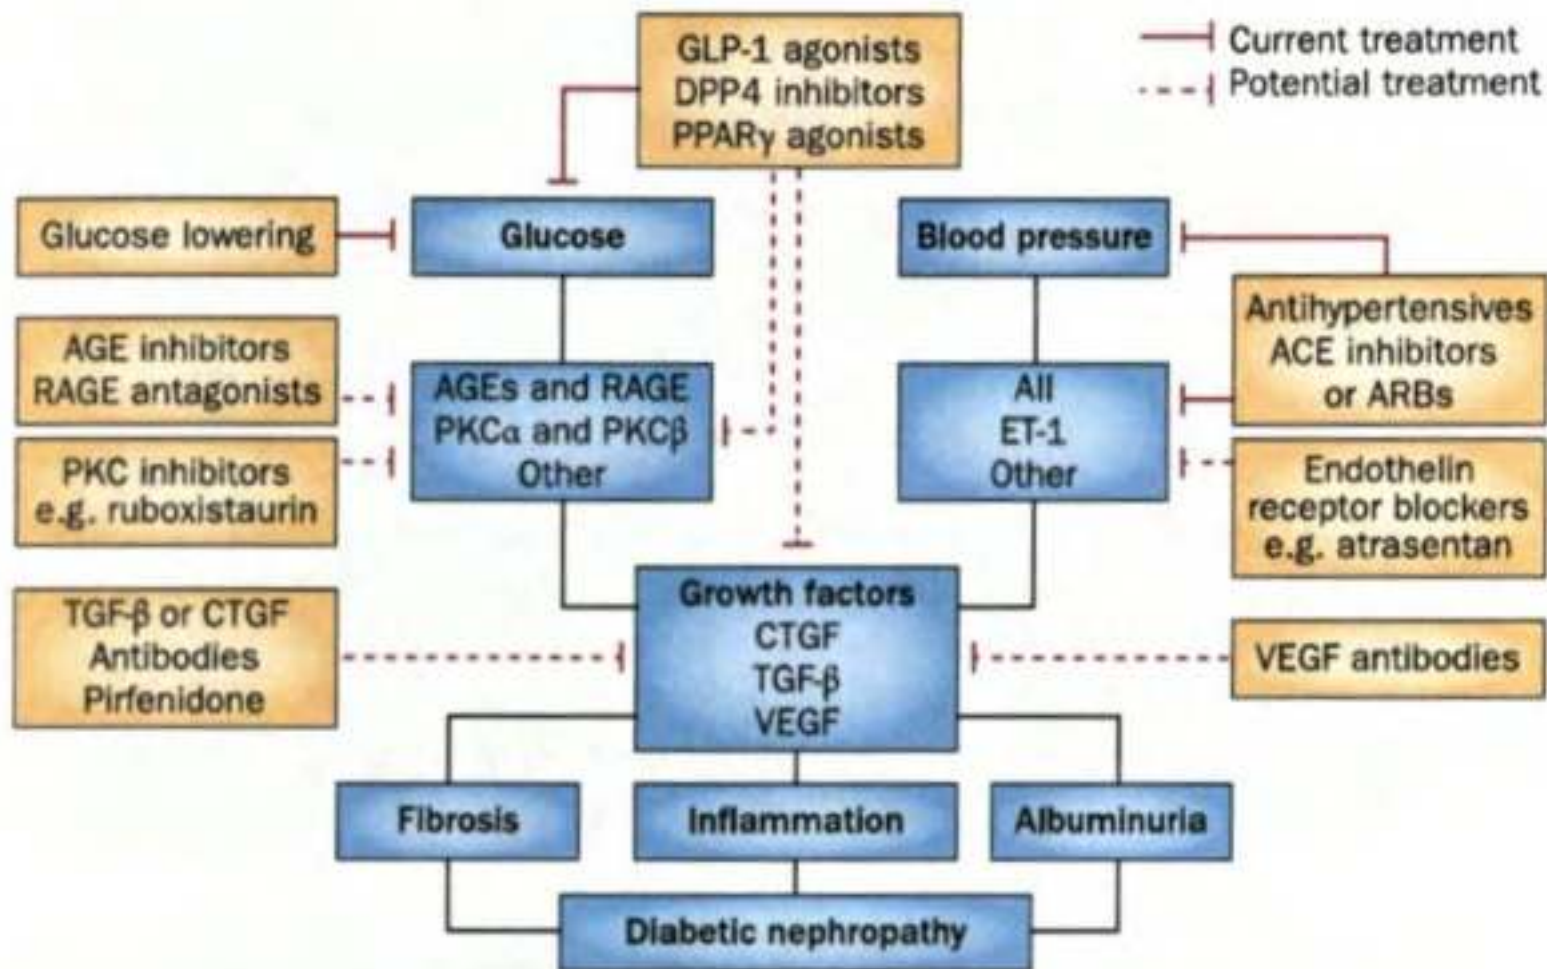 GLP-1 agonists
DPP4 inhibitors
PPARγ agonists
Current treatment
Potential treatment
Glucose lowering
Glucose
Blood pressure
Antihypertensives
ACE inhibitors
or ARBs
AGE inhibitors
RAGE antagonists
AGEs and RAGE
PKCα and PKCβ
Other
AII
ET-1
Other
PKC inhibitors
e.g. ruboxistaurin
Endothelin
receptor blockers
e.g. atrasentan
TGF-β or CTGF
Antibodies
Pirfenidone
Growth factors
CTGF
TGF-β
VEGF
VEGF antibodies
Fibrosis
Inflammation
Albuminuria
Diabetic nephropathy